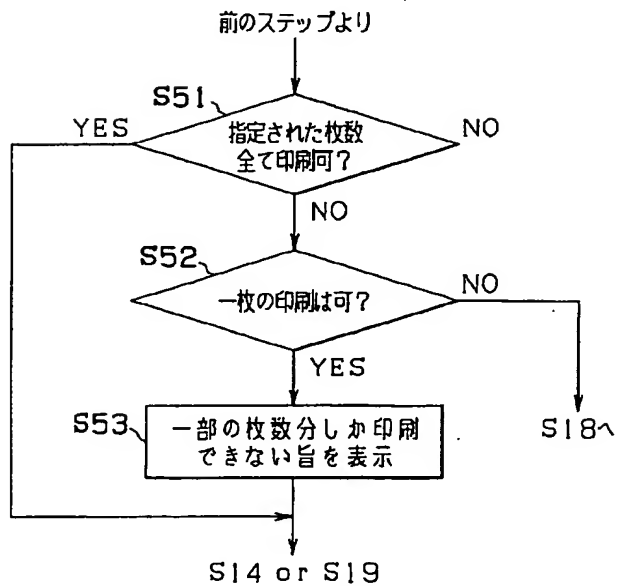 前のステップより
S51
YES
指定された枚数
全て印刷可?
NO
NO
S52
一枚の印刷は可?
NO
YES
S53
一部の枚数分しか印刷
できない旨を表示
S18へ
S14 or S19